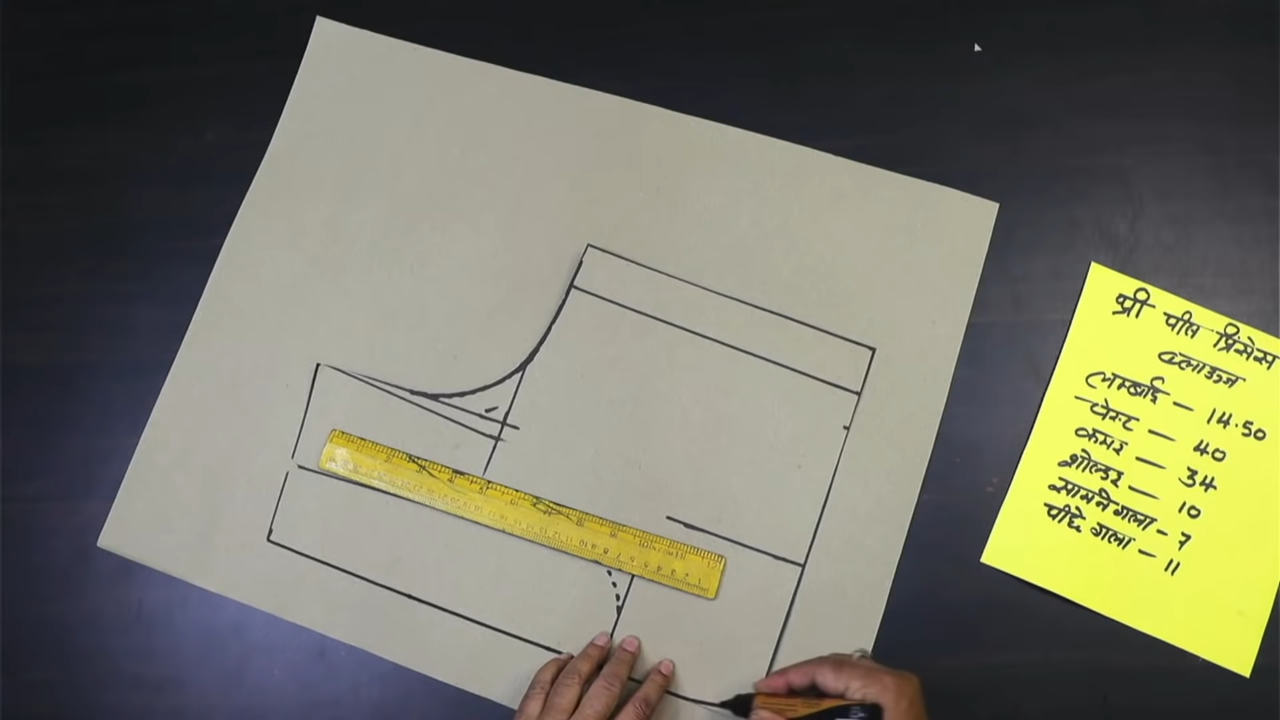 थ्री पीस प्रिंसेस
ब्लाउज
लम्बाई - 14.50
चेस्ट - 40
कमर - 34
शोल्डर - 10
सामने गला - 7
पीछे गला - 11